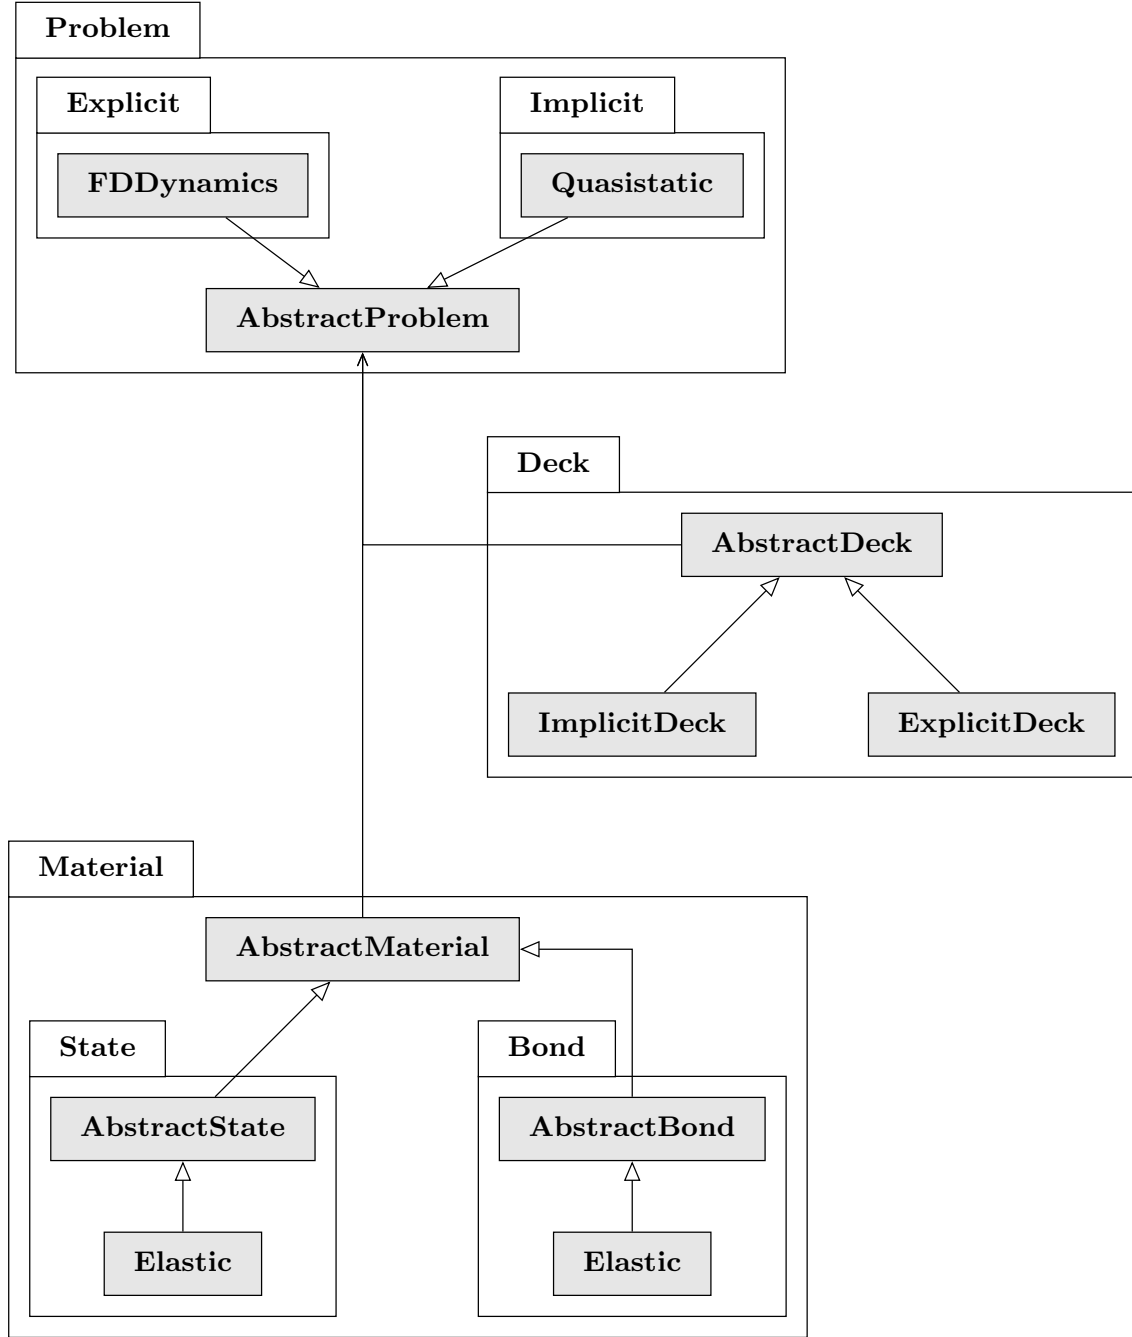 Problem
Explicit
Implicit
FDDynamics
Quasistatic
AbstractProblem
Deck
AbstractDeck
ImplicitDeck
ExplicitDeck
Material
AbstractMaterial
State
Bond
AbstractState
AbstractBond
Elastic
Elastic